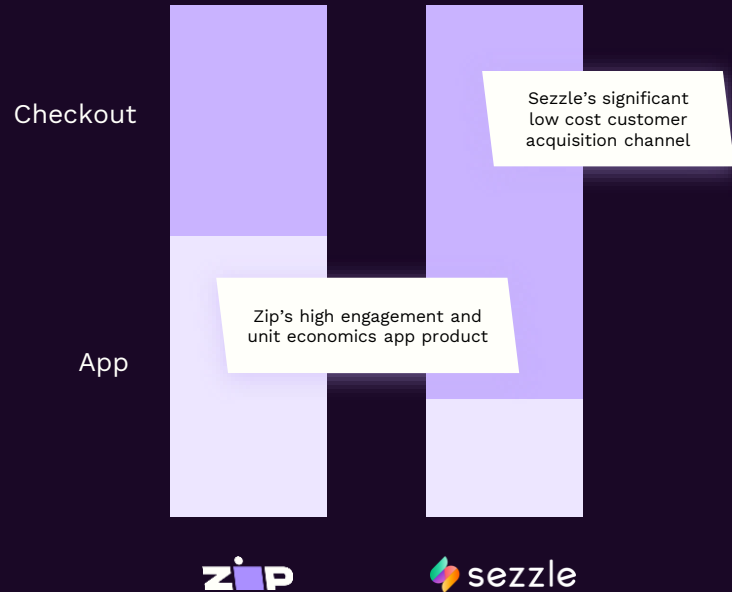 Checkout
Sezzle’s significant
low cost customer
acquisition channel
Zip’s high engagement and
unit economics app product
App
zip
sezzle